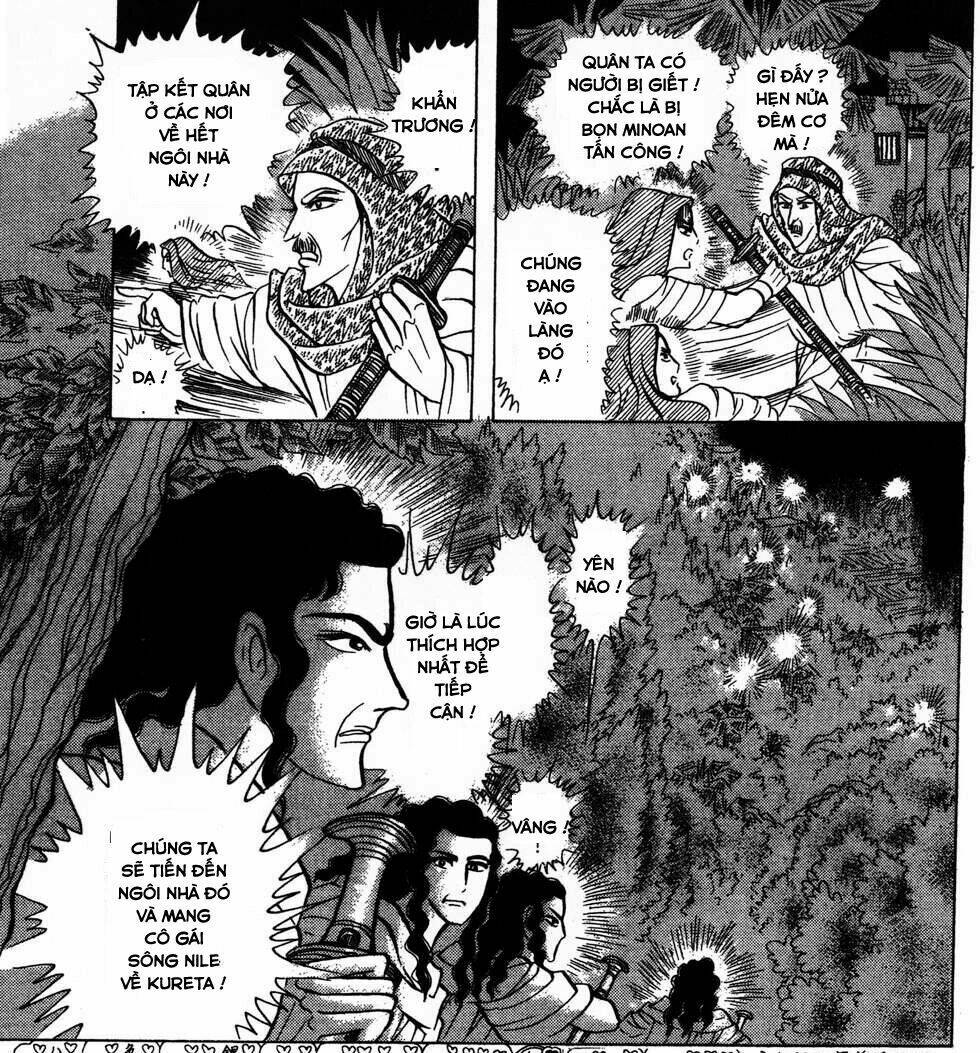 GÌ ĐẤY ?
HẸN NỬA
ĐÊM CƠ
MÀ !
QUÂN TA CÓ
NGƯỜI BỊ GIẾT !
CHẮC LÀ BỊ
BỌN MINOAN
TẤN CÔNG !
CHÚNG
ĐANG
VÀO
LÀNG
ĐÓ
Ạ !
KHẨN
TRƯƠNG !
TẬP KẾT QUÂN
Ở CÁC NƠI
VỀ HẾT
NGÔI NHÀ
NÀY !
DẠ !
YÊN
NÀO !
GIỜ LÀ LÚC
THÍCH HỢP
NHẤT ĐỂ
TIẾP
CẬN !
VÂNG !
CHÚNG TA
SẼ TIẾN ĐẾN
NGÔI NHÀ ĐÓ
VÀ MANG
CÔ GÁI
SÔNG NILE
VỀ KURETA !